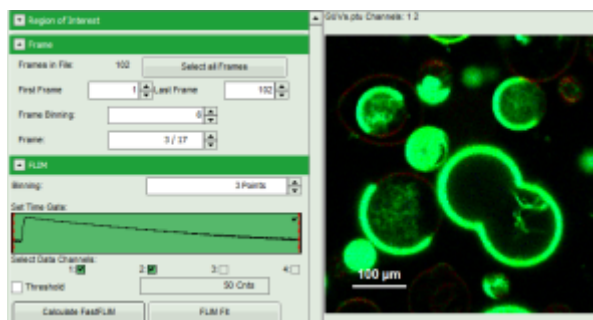 Region of Interest
Frame
Frames in File: 102 Select all Frames
First Frame 1 Last Frame 102
Frame Binning: 6
Frame: 3 / 17
FLIM
Binning: 3 Points
Set Time Gate:
Select Data Channels:
1: 2: 3: 4:
Threshold 50 Cnts
Calculate FastFLIM FLIM Fit
GUVs.ptu Channels: 1 2
100 µm